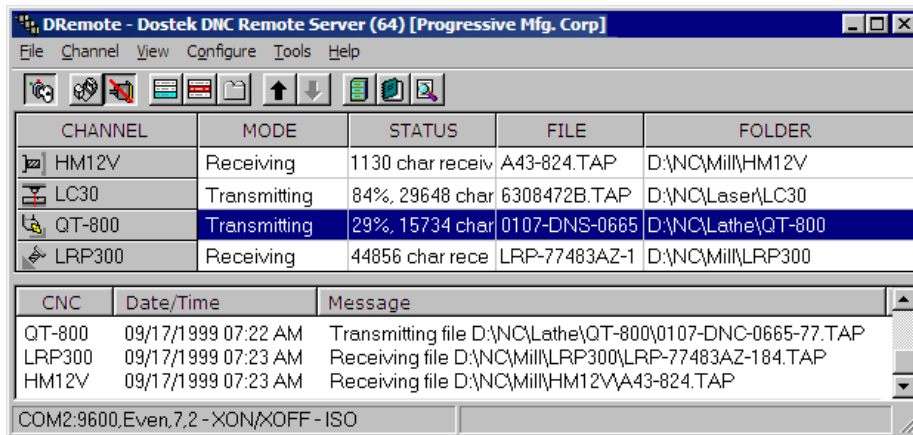 DRemote - Dostek DNC Remote Server (64) [Progressive Mfg. Corp]
File Channel View Configure Tools Help
CHANNEL MODE STATUS FILE FOLDER
HM12V Receiving 1130 char receiv A43-824.TAP D:\NC\Mill\HM12V
LC30 Transmitting 84%, 29648 char 6308472B.TAP D:\NC\Laser\LC30
QT-800 Transmitting 29%, 15734 char 0107-DNS-0665 D:\NC\Lathe\QT-800
LRP300 Receiving 44856 char rece LRP-77483AZ-1 D:\NC\Mill\LRP300
CNC Date/Time Message
QT-800 09/17/1999 07:22 AM Transmitting file D:\NC\Lathe\QT-800\0107-DNC-0665-77.TAP
LRP300 09/17/1999 07:23 AM Receiving file D:\NC\Mill\LRP300\LRP-77483AZ-184.TAP
HM12V 09/17/1999 07:23 AM Receiving file D:\NC\Mill\HM12V\A43-824.TAP
COM2:9600,Even,7,2 - XON/XOFF - ISO